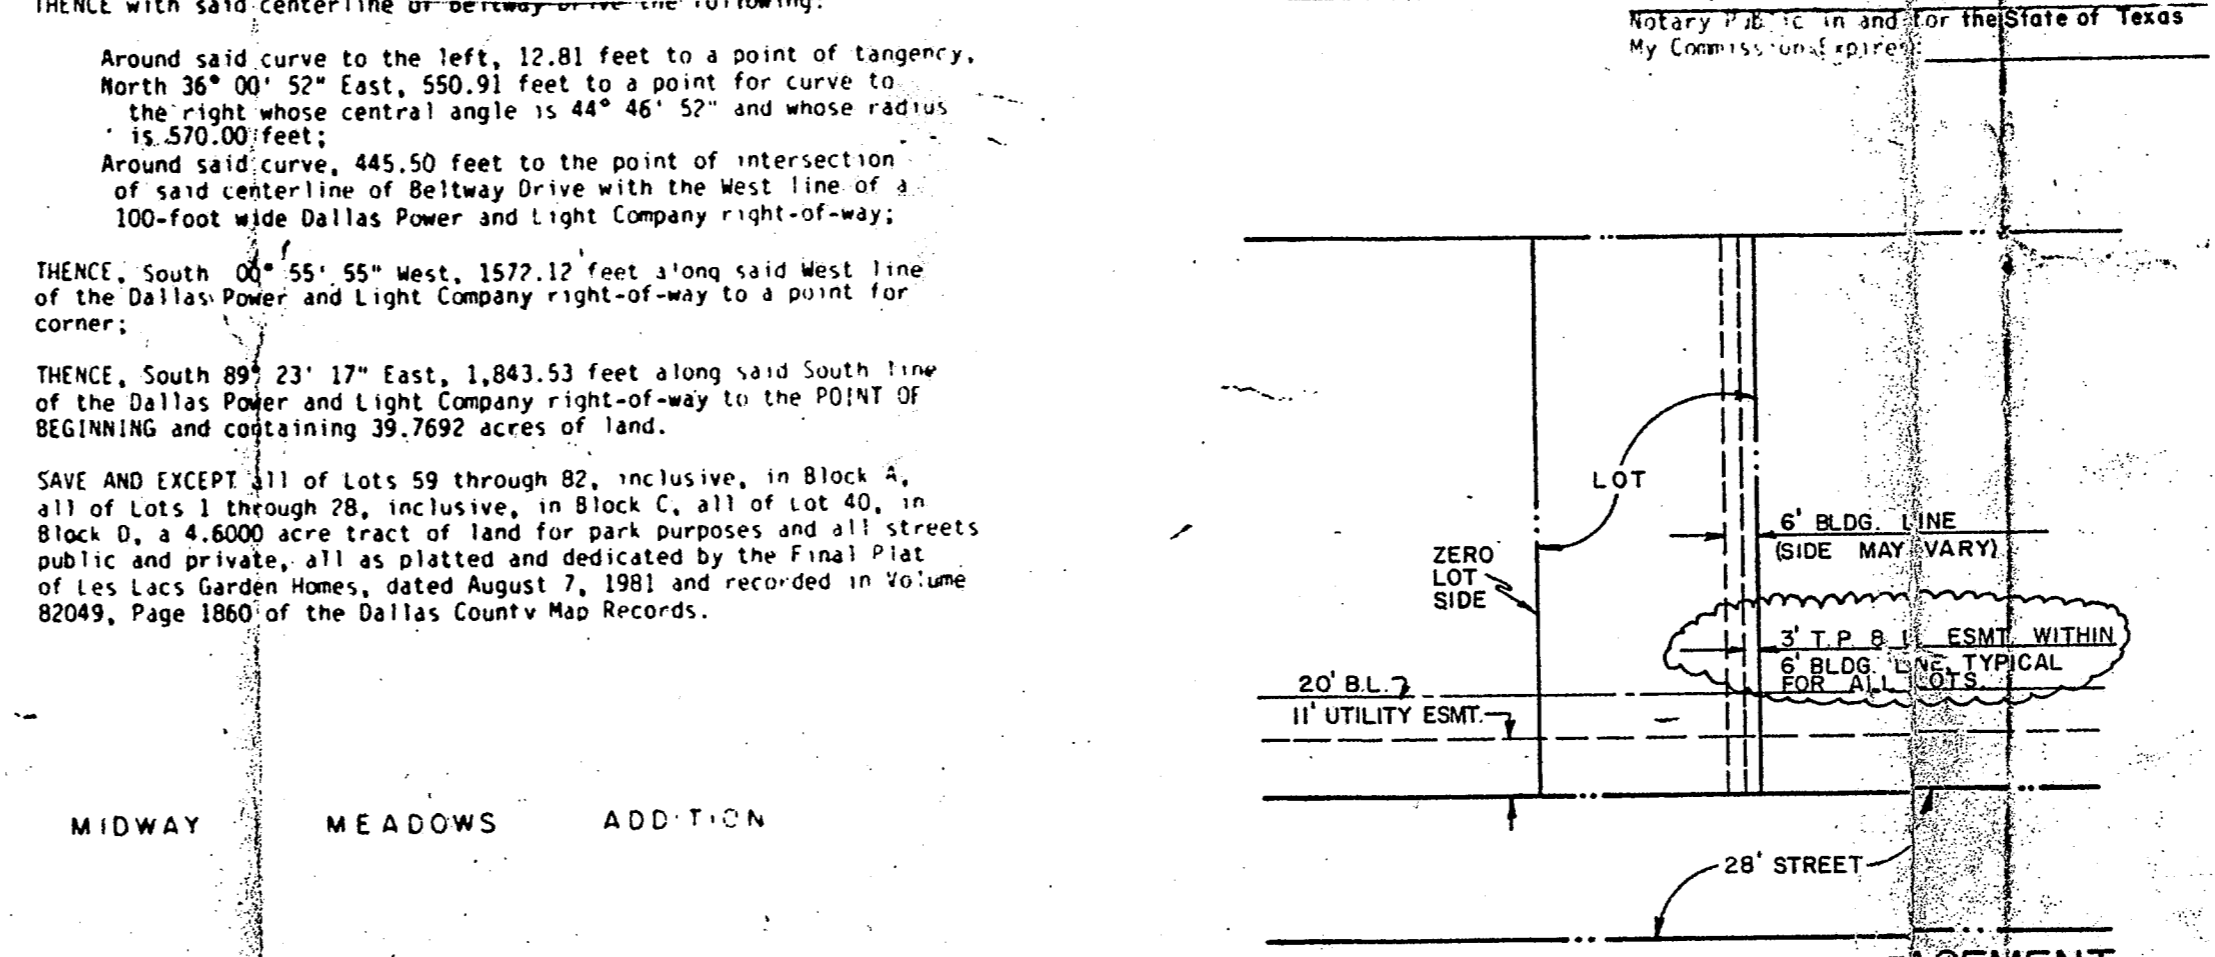 THENCE with said centerline of Beltway Drive the following:
Around said curve to the left, 12.81 feet to a point of tangency,
North 36° 00' 52" East, 550.91 feet to a point for curve to
the right whose central angle is 44° 46' 52" and whose radius
is 570.00 feet;
Around said curve, 445.50 feet to the point of intersection
of said centerline of Beltway Drive with the West line of a
100-foot wide Dallas Power and Light Company right-of-way;
THENCE, South 00° 55' 55" West, 1572.12 feet along said West line
of the Dallas Power and Light Company right-of-way to a point for
corner;
THENCE, South 89° 23' 17" East, 1,843.53 feet along said South line
of the Dallas Power and Light Company right-of-way to the POINT OF
BEGINNING and containing 39.7692 acres of land.
SAVE AND EXCEPT all of Lots 59 through 82, inclusive, in Block A,
all of Lots 1 through 28, inclusive, in Block C, all of Lot 40, in
Block D, a 4.6000 acre tract of land for park purposes and all streets
public and private, all as platted and dedicated by the Final Plat
of Les Lacs Garden Homes, dated August 7, 1981 and recorded in Volume
82049, Page 1860 of the Dallas County Map Records.
MIDWAY MEADOWS ADDITION
Notary Public in and for the State of Texas
My Commission Expires:
LOT
6' BLDG. LINE
(SIDE MAY VARY)
ZERO
LOT
SIDE
3' T.P. & L. ESMT. WITHIN
6' BLDG. LINE, TYPICAL
FOR ALL LOTS.
20' B.L.
11' UTILITY ESMT.
28' STREET